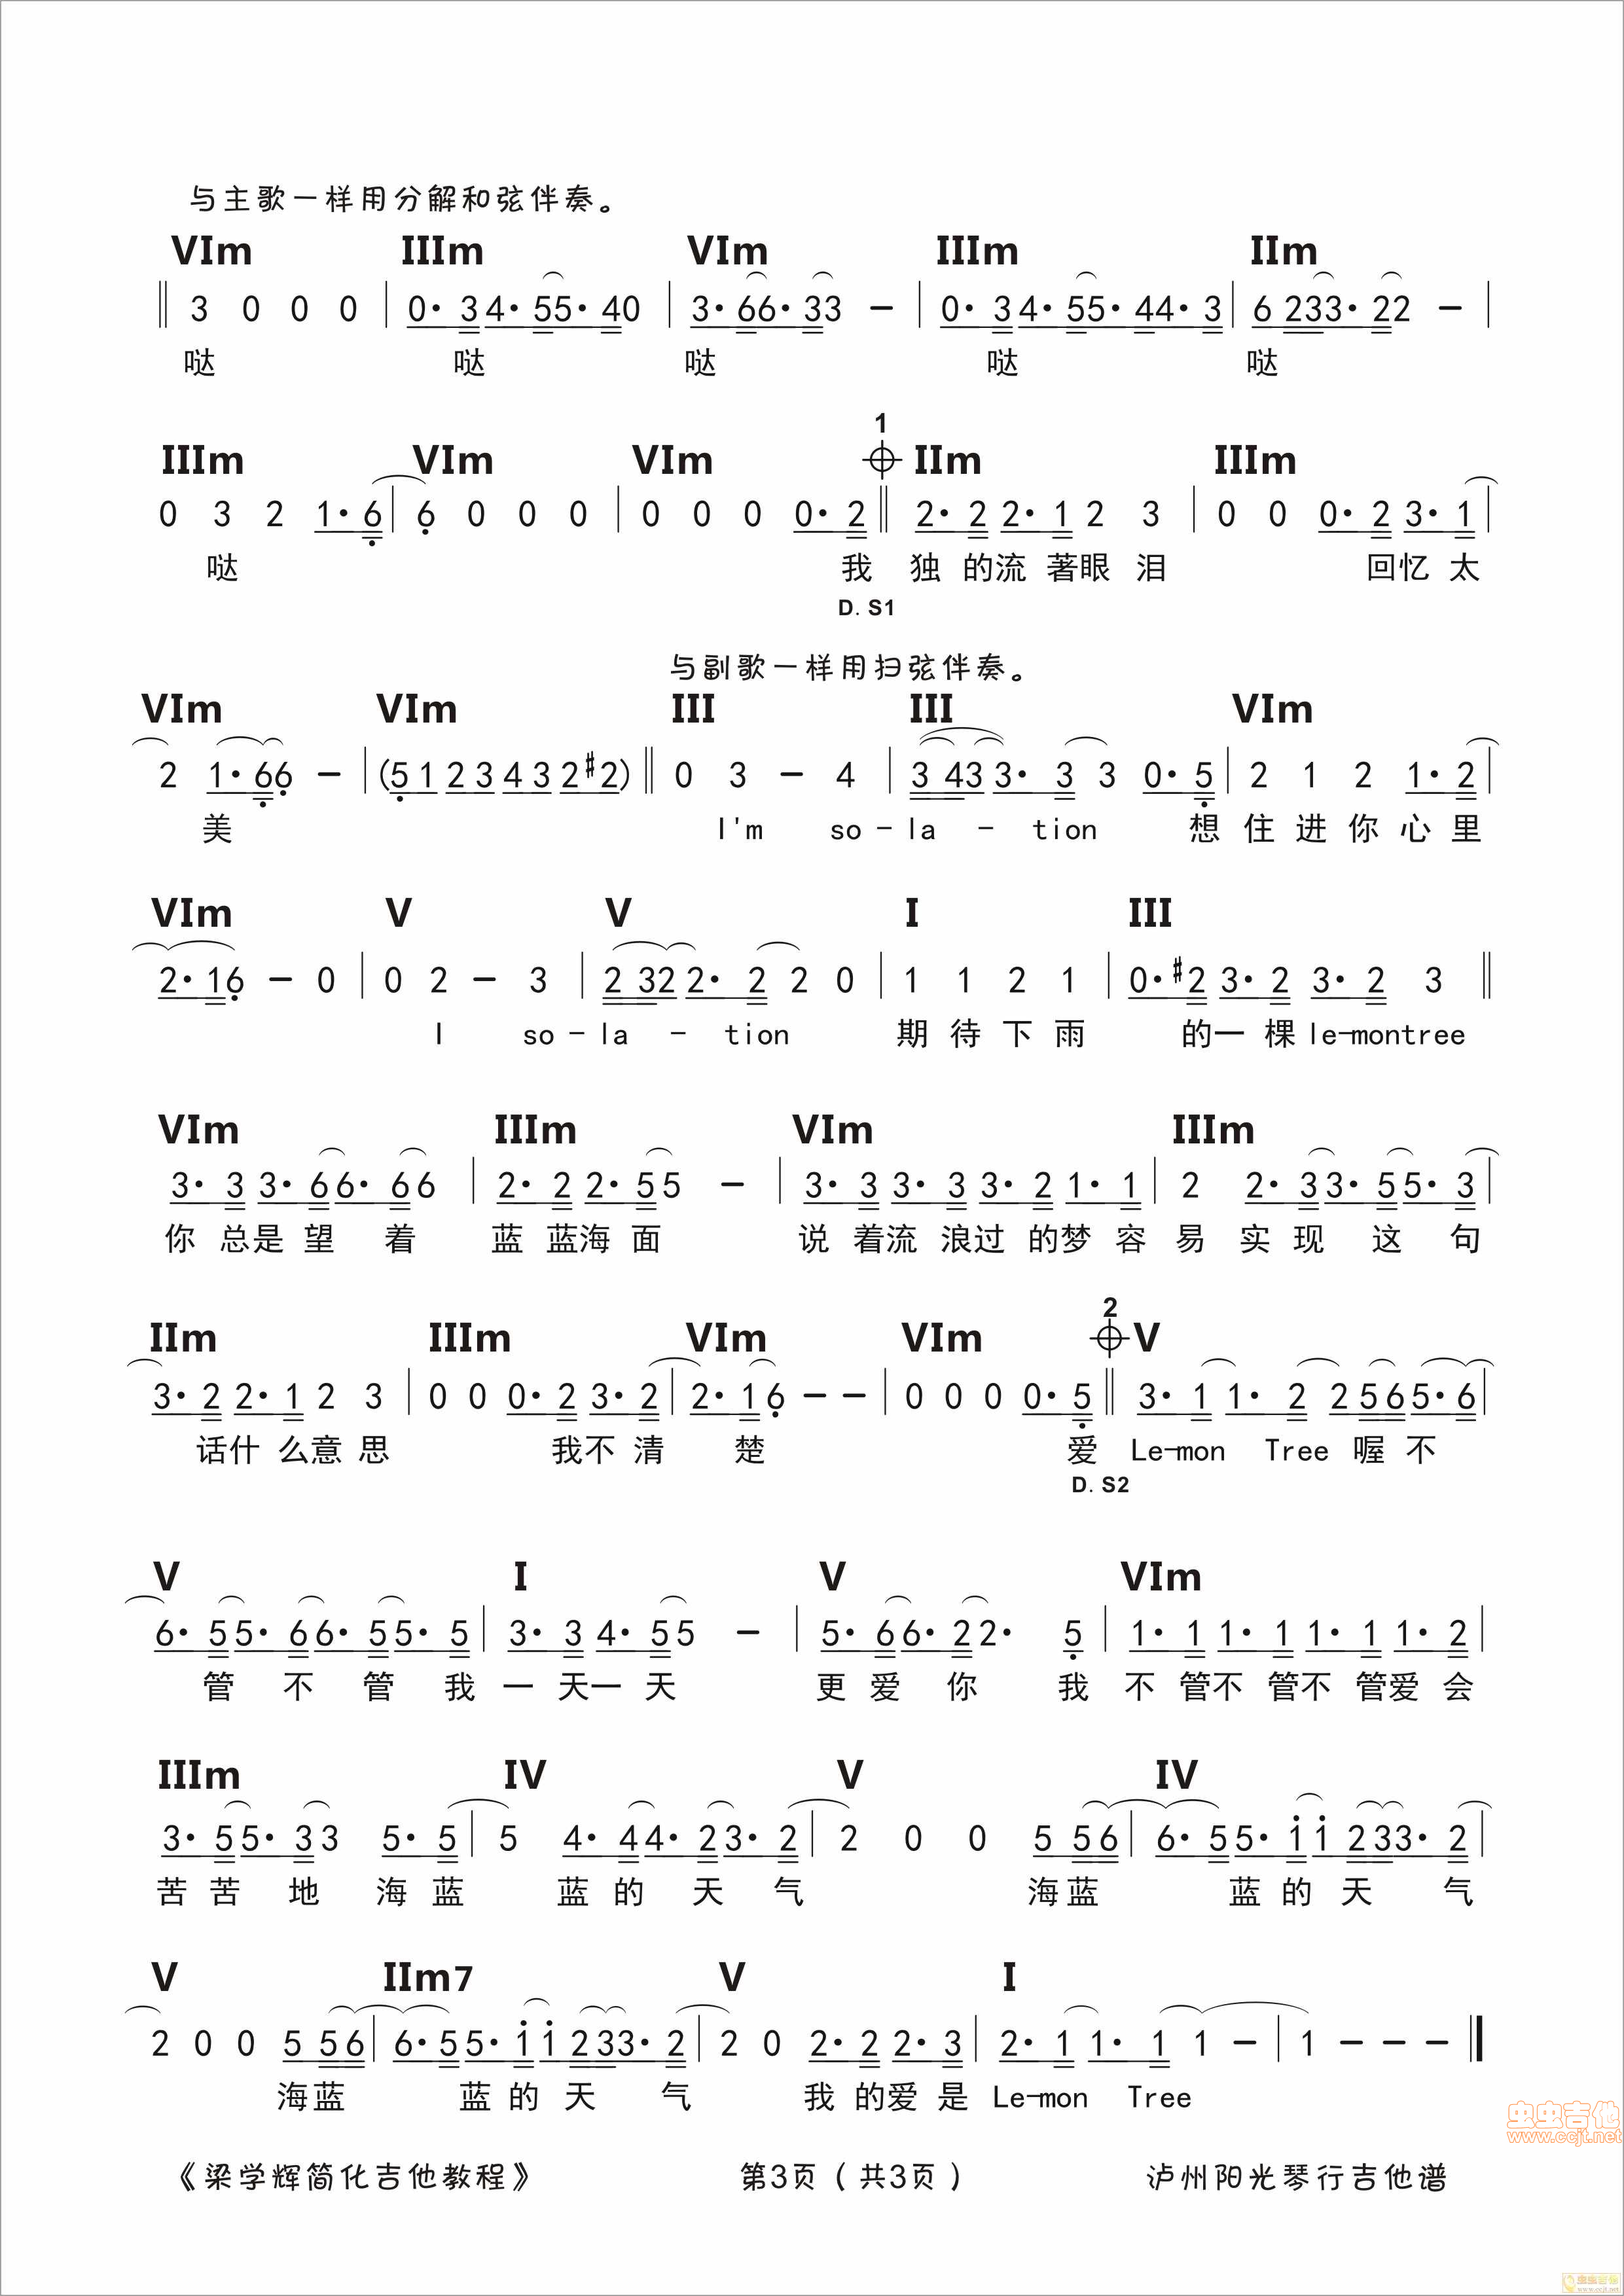 与主歌一样用分解和弦伴奏。
VIm IIIm VIm IIIm IIm
‖ 3 0 0 0 | 0· 3 4· 5 5· 4 0 | 3· 6 6· 3 3 – | 0· 3 4· 5 5· 4 4· 3 | 6 2 3 3· 2 2 – |
哒 哒 哒 哒 哒
1
IIIm VIm VIm IIm IIIm
0 3 2 1· 6 | 6 0 0 0 | 0 0 0 0· 2 ‖ 2· 2 2· 1 2 3 | 0 0 0· 2 3· 1 |
哒 我 独 的流 著眼 泪 回忆 太
D.S1
与副歌一样用扫弦伴奏。
VIm VIm III III VIm
2 1· 6 6 – | (5 1 2 3 4 3 2 #2) ‖ 0 3 – 4 | 3 4 3 3· 3 3 0· 5 | 2 1 2 1· 2 |
美 I'm so-la - tion 想 住 进 你 心 里
VIm V V I III
2· 1 6 – 0 | 0 2 – 3 | 2 3 2 2· 2 2 0 | 1 1 2 1 | 0· #2 3· 2 3· 2 3 ‖
I so-la - tion 期 待 下 雨 的一 棵 le-montree
VIm IIIm VIm IIIm
3· 3 3· 6 6· 6 6 | 2· 2 2· 5 5 – | 3· 3 3· 3 3· 2 1· 1 | 2 2· 3 3· 5 5· 3 |
你 总是 望 着 蓝 蓝海 面 说 着流 浪过 的梦 容 易 实 现 这 句
2
IIm IIIm VIm VIm V
3· 2 2· 1 2 3 | 0 0 0· 2 3· 2 | 2· 1 6 – – | 0 0 0 0· 5 ‖ 3· 1 1· 2 2 5 6 5· 6 |
话什 么意 思 我不 清 楚 爱 Le-mon Tree 喔 不
D.S2
V I V VIm
6· 5 5· 6 6· 5 5· 5 | 3· 3 4· 5 5 – | 5· 6 6· 2 2· 5 | 1· 1 1· 1 1· 1 1· 2 |
管 不 管 我 一 天一 天 更 爱 你 我 不 管不 管不 管爱 会
IIIm IV V IV
3· 5 5· 3 3 5· 5 | 5 4· 4 4· 2 3· 2 | 2 0 0 5 5 6 | 6· 5 5· 1 1 2 3 3· 2 |
苦 苦 地 海 蓝 蓝 的 天 气 海蓝 蓝 的 天 气
V IIm7 V I
2 0 0 5 5 6 | 6· 5 5· 1 1 2 3 3· 2 | 2 0 2· 2 2· 3 | 2· 1 1· 1 1 – | 1 – – – ‖
海蓝 蓝 的 天 气 我 的爱 是 Le-mon Tree
虫虫吉他
www.ccjt.net
《梁学辉简化吉他教程》 第3页（共3页） 泸州阳光琴行吉他谱
虫虫吉他
www.ccjt.net